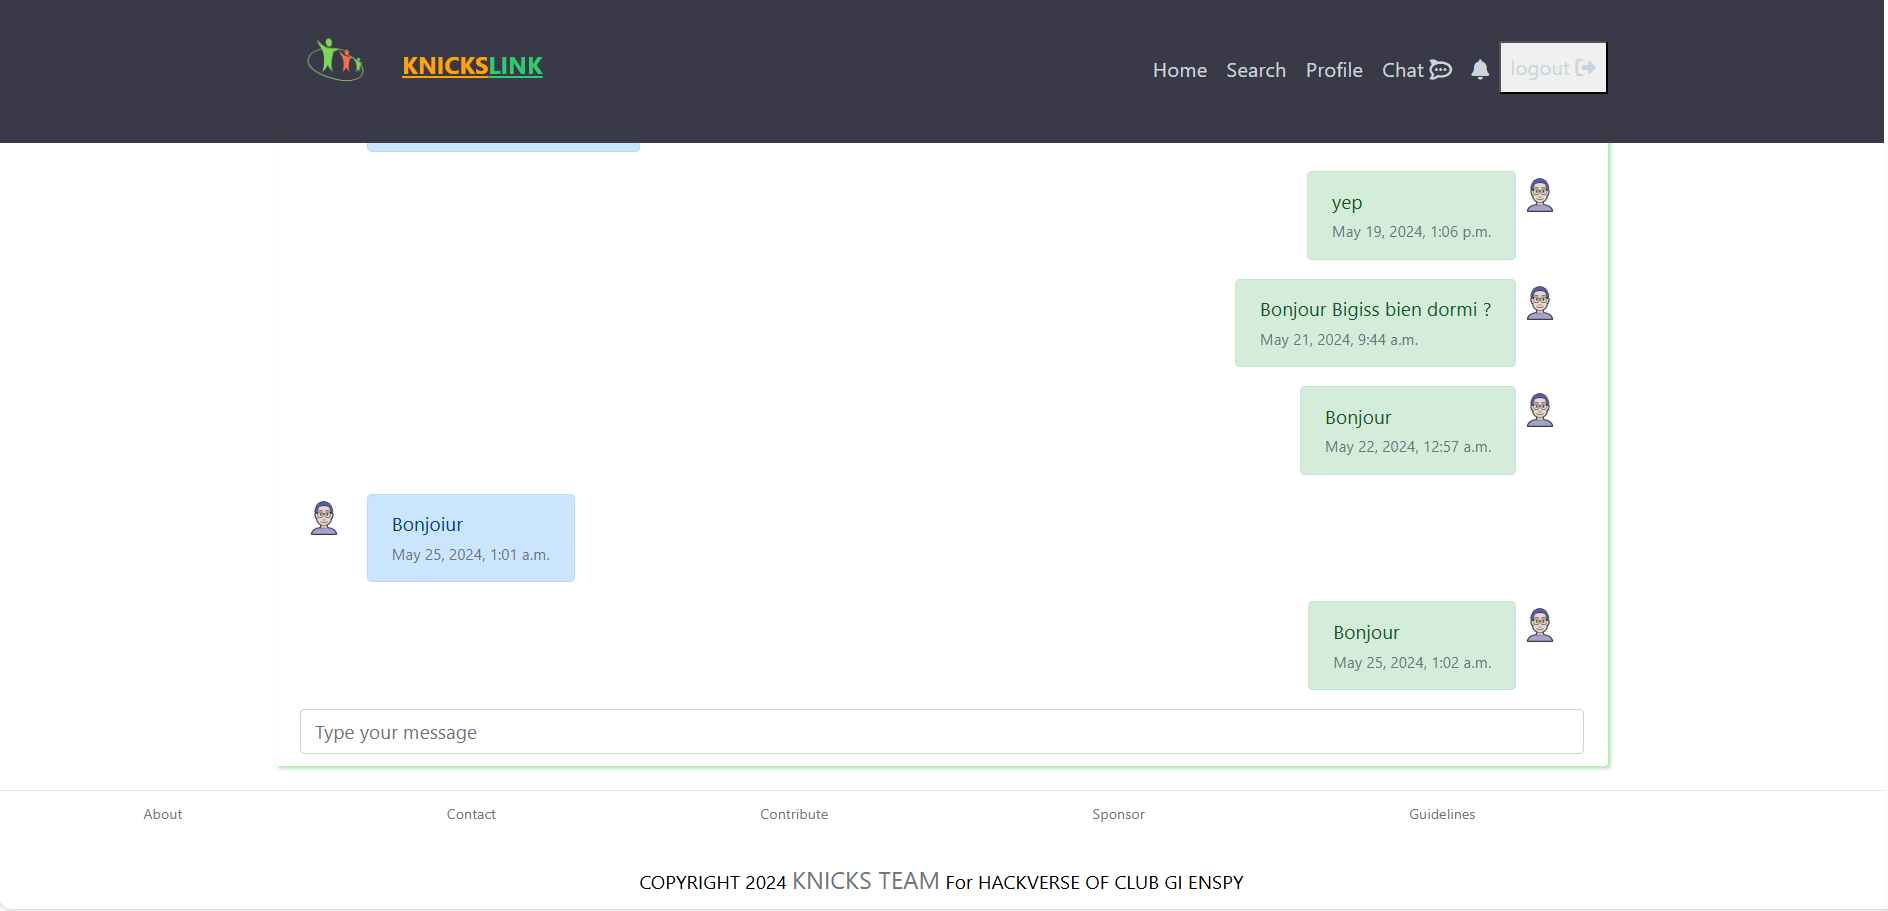 KNICKSLINK
Home Search Profile Chat logout
yep
May 19, 2024, 1:06 p.m.
Bonjour Bigiss bien dormi ?
May 21, 2024, 9:44 a.m.
Bonjour
May 22, 2024, 12:57 a.m.
Bonjoiur
May 25, 2024, 1:01 a.m.
Bonjour
May 25, 2024, 1:02 a.m.
Type your message
About Contact Contribute Sponsor Guidelines
COPYRIGHT 2024 KNICKS TEAM For HACKVERSE OF CLUB GI ENSPY